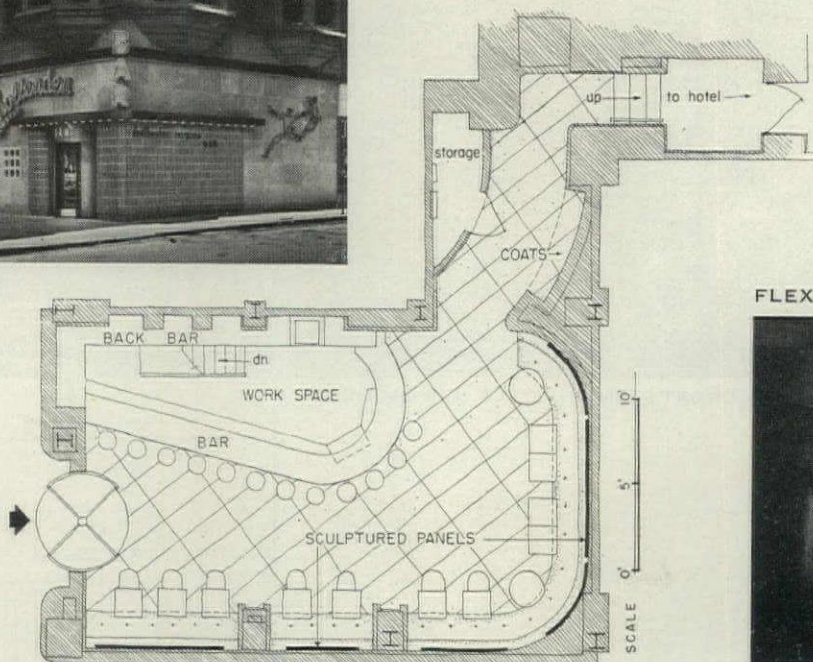 up
to hotel
storage
COATS
FLEX
BACK BAR
dn
WORK SPACE
BAR
SCULPTURED PANELS
10'
5'
0'
SCALE